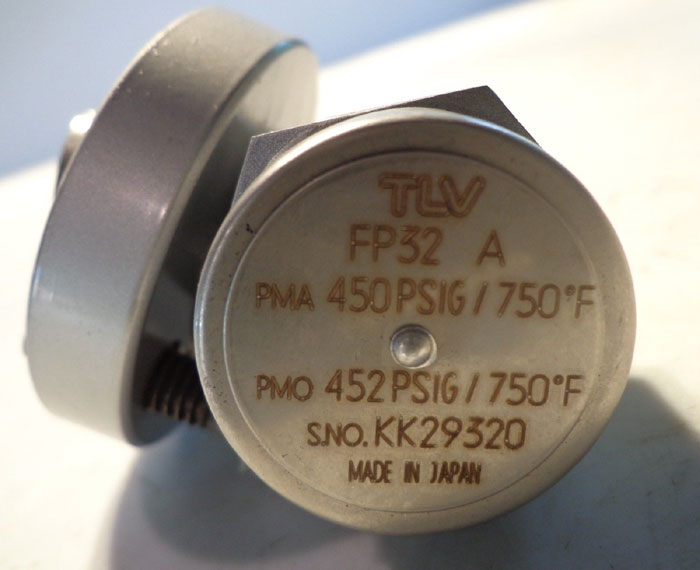 TLV
FP32 A
PMA 450PSIG/750°F
PMO 452PSIG/750°F
S.NO.KK29320
MADE IN JAPAN